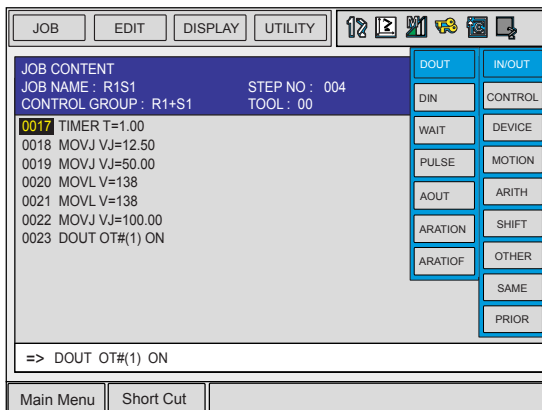 JOB EDIT DISPLAY UTILITY
JOB CONTENT
JOB NAME : R1S1 STEP NO : 004
CONTROL GROUP : R1+S1 TOOL : 00
0017 TIMER T=1.00
0018 MOVJ VJ=12.50
0019 MOVJ VJ=50.00
0020 MOVL V=138
0021 MOVL V=138
0022 MOVJ VJ=100.00
0023 DOUT OT#(1) ON
DOUT
DIN
WAIT
PULSE
AOUT
ARATION
ARATIOF
IN/OUT
CONTROL
DEVICE
MOTION
ARITH
SHIFT
OTHER
SAME
PRIOR
=> DOUT OT#(1) ON
Main Menu Short Cut